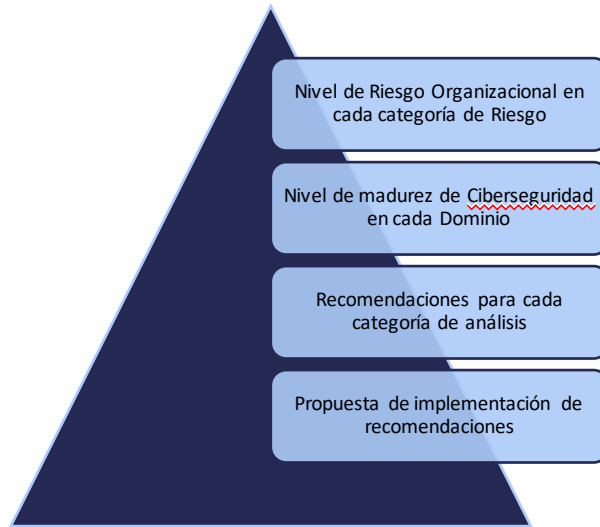 Nivel de Riesgo Organizacional en
cada categoría de Riesgo
Nivel de madurez de Ciberseguridad
en cada Dominio
Recomendaciones para cada
categoría de análisis
Propuesta de implementación de
recomendaciones